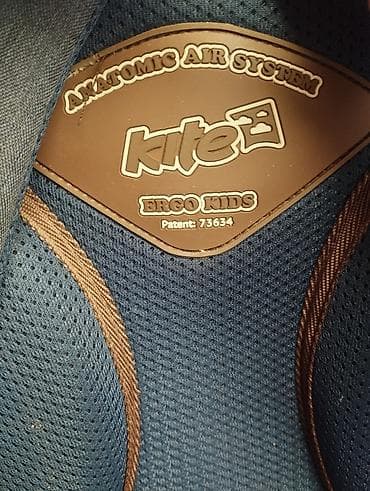 ANATOMIC AIR SYSTEM
kite
ERGO KIDS
Patent: 73634